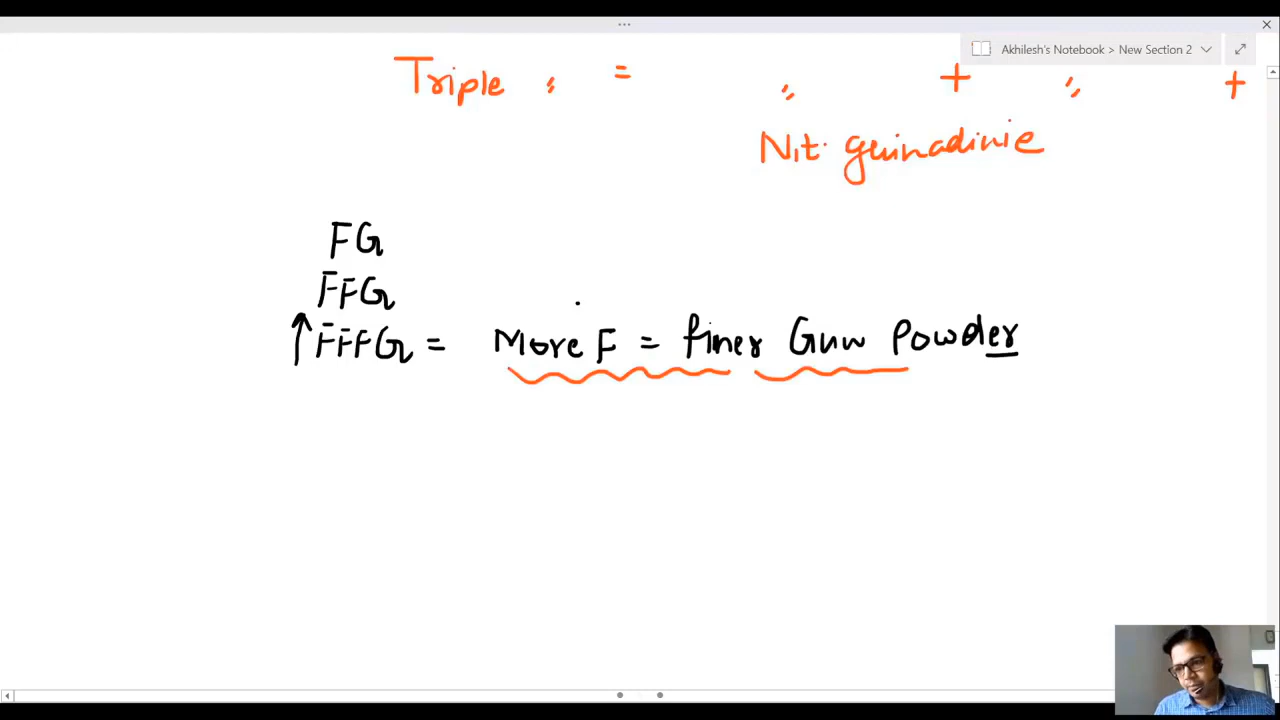 Akhilesh's Notebook > New Section 2
Triple " = " + " +
Nit. guinadinie
FG
FFG
↑ FFFG = More F = finer Gun Powder